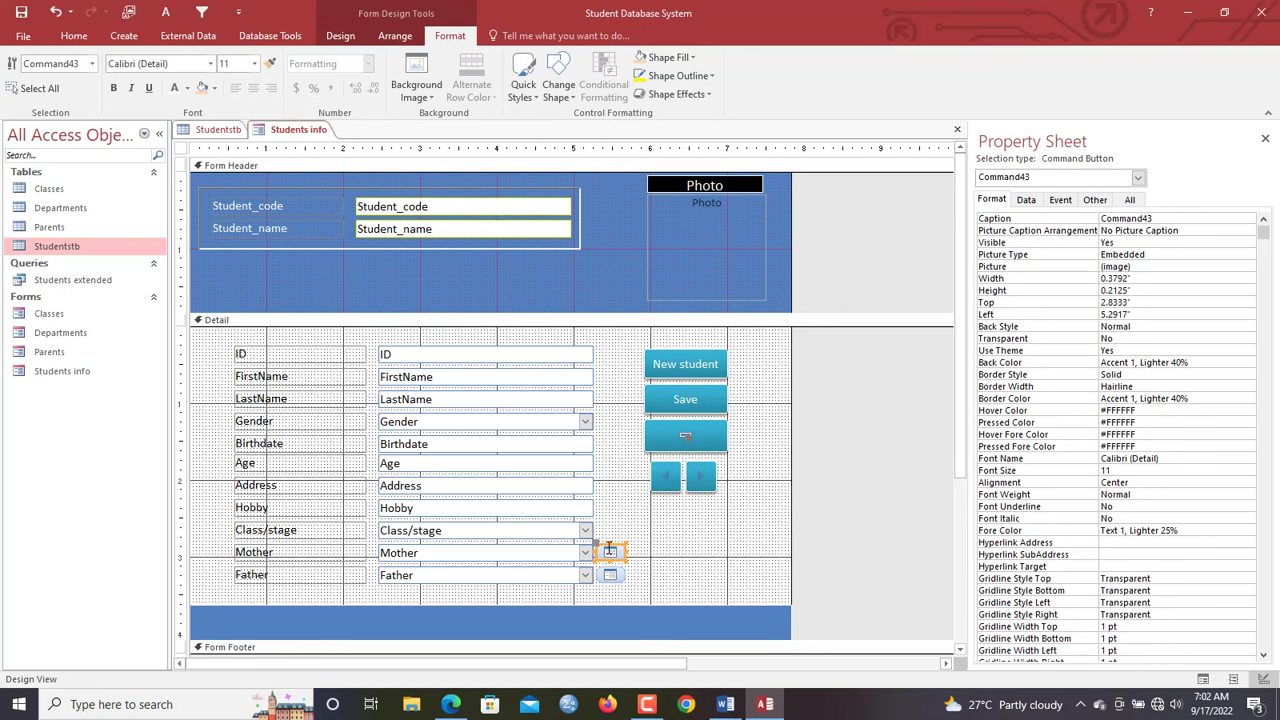 Form Design Tools
Student Database System
File
Home
Create
External Data
Database Tools
Design
Arrange
Format
Tell me what you want to do...
Command43
Calibri (Detail)
11
Formatting
Select All
B I U
A
$ % ,
Background Image
Alternate Row Color
Quick Styles
Change Shape
Conditional Formatting
Shape Fill
Shape Outline
Shape Effects
Selection
Font
Number
Background
Control Formatting
All Access Obje...
Search...
Tables
Classes
Departments
Parents
Studentstb
Queries
Students extended
Forms
Classes
Departments
Parents
Students info
Studentstb
Students info
1 2 3 4 5 6 7 8 9
Form Header
Photo
Photo
Student_code
Student_code
Student_name
Student_name
Detail
ID
ID
FirstName
FirstName
LastName
LastName
Gender
Gender
Birthdate
Birthdate
Age
Age
Address
Address
Hobby
Hobby
Class/stage
Class/stage
Mother
Mother
Father
Father
New student
Save
Form Footer
Property Sheet
Selection type: Command Button
Command43
Format
Data
Event
Other
All
Caption Command43
Picture Caption Arrangement No Picture Caption
Visible Yes
Picture Type Embedded
Picture (image)
Width 0.3792"
Height 0.2125"
Top 2.8333"
Left 5.2917"
Back Style Normal
Transparent No
Use Theme Yes
Back Color Accent 1, Lighter 40%
Border Style Solid
Border Width Hairline
Border Color Accent 1, Lighter 40%
Hover Color #FFFFFF
Pressed Color #FFFFFF
Hover Fore Color #FFFFFF
Pressed Fore Color #FFFFFF
Font Name Calibri (Detail)
Font Size 11
Alignment Center
Font Weight Normal
Font Underline No
Font Italic No
Fore Color Text 1, Lighter 25%
Hyperlink Address
Hyperlink SubAddress
Hyperlink Target
Gridline Style Top Transparent
Gridline Style Bottom Transparent
Gridline Style Left Transparent
Gridline Style Right Transparent
Gridline Width Top 1 pt
Gridline Width Bottom 1 pt
Gridline Width Left 1 pt
Gridline Width Right 1 pt
Design View
Type here to search
27°C Partly cloudy
7:02 AM
9/17/2022